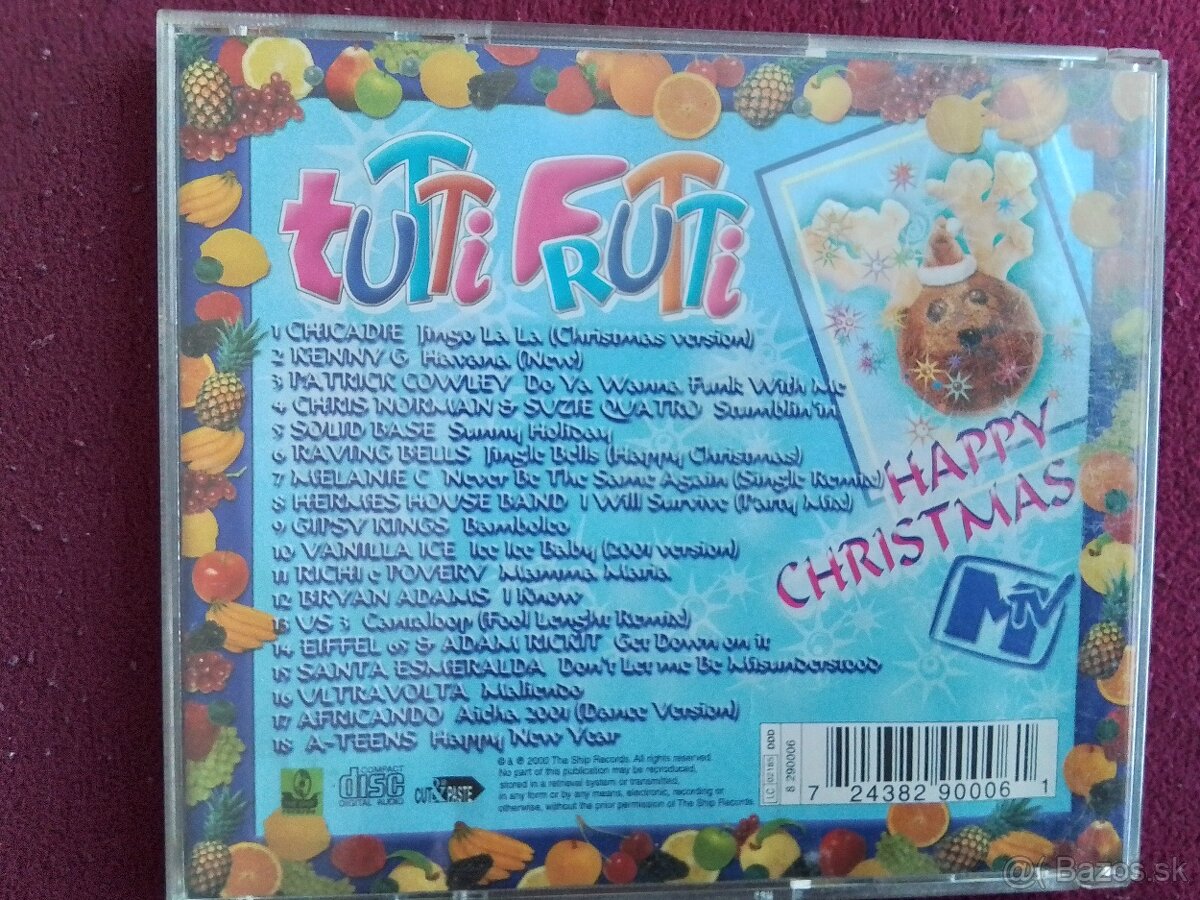 tUTTi FRUTTi
1 CHICADIE Jingo La La (Christmas version)
2 KENNY G Havana (New)
3 PATRICK COWLEY Do Ya Wanna Funk With Me
4 CHRIS NORMAN & SUZIE QUATRO Stumblin'in
5 SOLID BASE Sunny Holiday
6 RAVING BELLS Jingle Bells (Happy Christmas)
7 MELANIE C Never Be The Same Again (Single Remix)
8 HERMES HOUSE BAND I Will Survive (Party Mix)
9 GIPSY KINGS Bamboleo
10 VANILLA ICE Ice Ice Baby (2001 version)
11 RICHI e POVERY Mamma Maria
12 BRYAN ADAMS I Know
13 US 3 Cantaloop (Fool Lenght Remix)
14 EIFFEL 65 & ADAM RICKIT Get Down on it
15 SANTA ESMERALDA Don't Let me Be Misunderstood
16 ULTRAVOLTA Maliendo
17 AFRICANDO Aicha 2001 (Dance Version)
18 A-TEENS Happy New Year
HAPPY
CHRISTMAS
MTV
COMPACT
disc
DIGITAL AUDIO
CUT & PASTE
© & ℗ 2000 The Ship Records. All rights reserved.
No part of this publication may be reproduced,
stored in a retrieval system or transmitted,
in any form or by any means, electronic, recording or
otherwise, without the prior permission of The Ship Records
LC 02185 DDD
8 290006
7 24382 90006 1
Bazos.sk